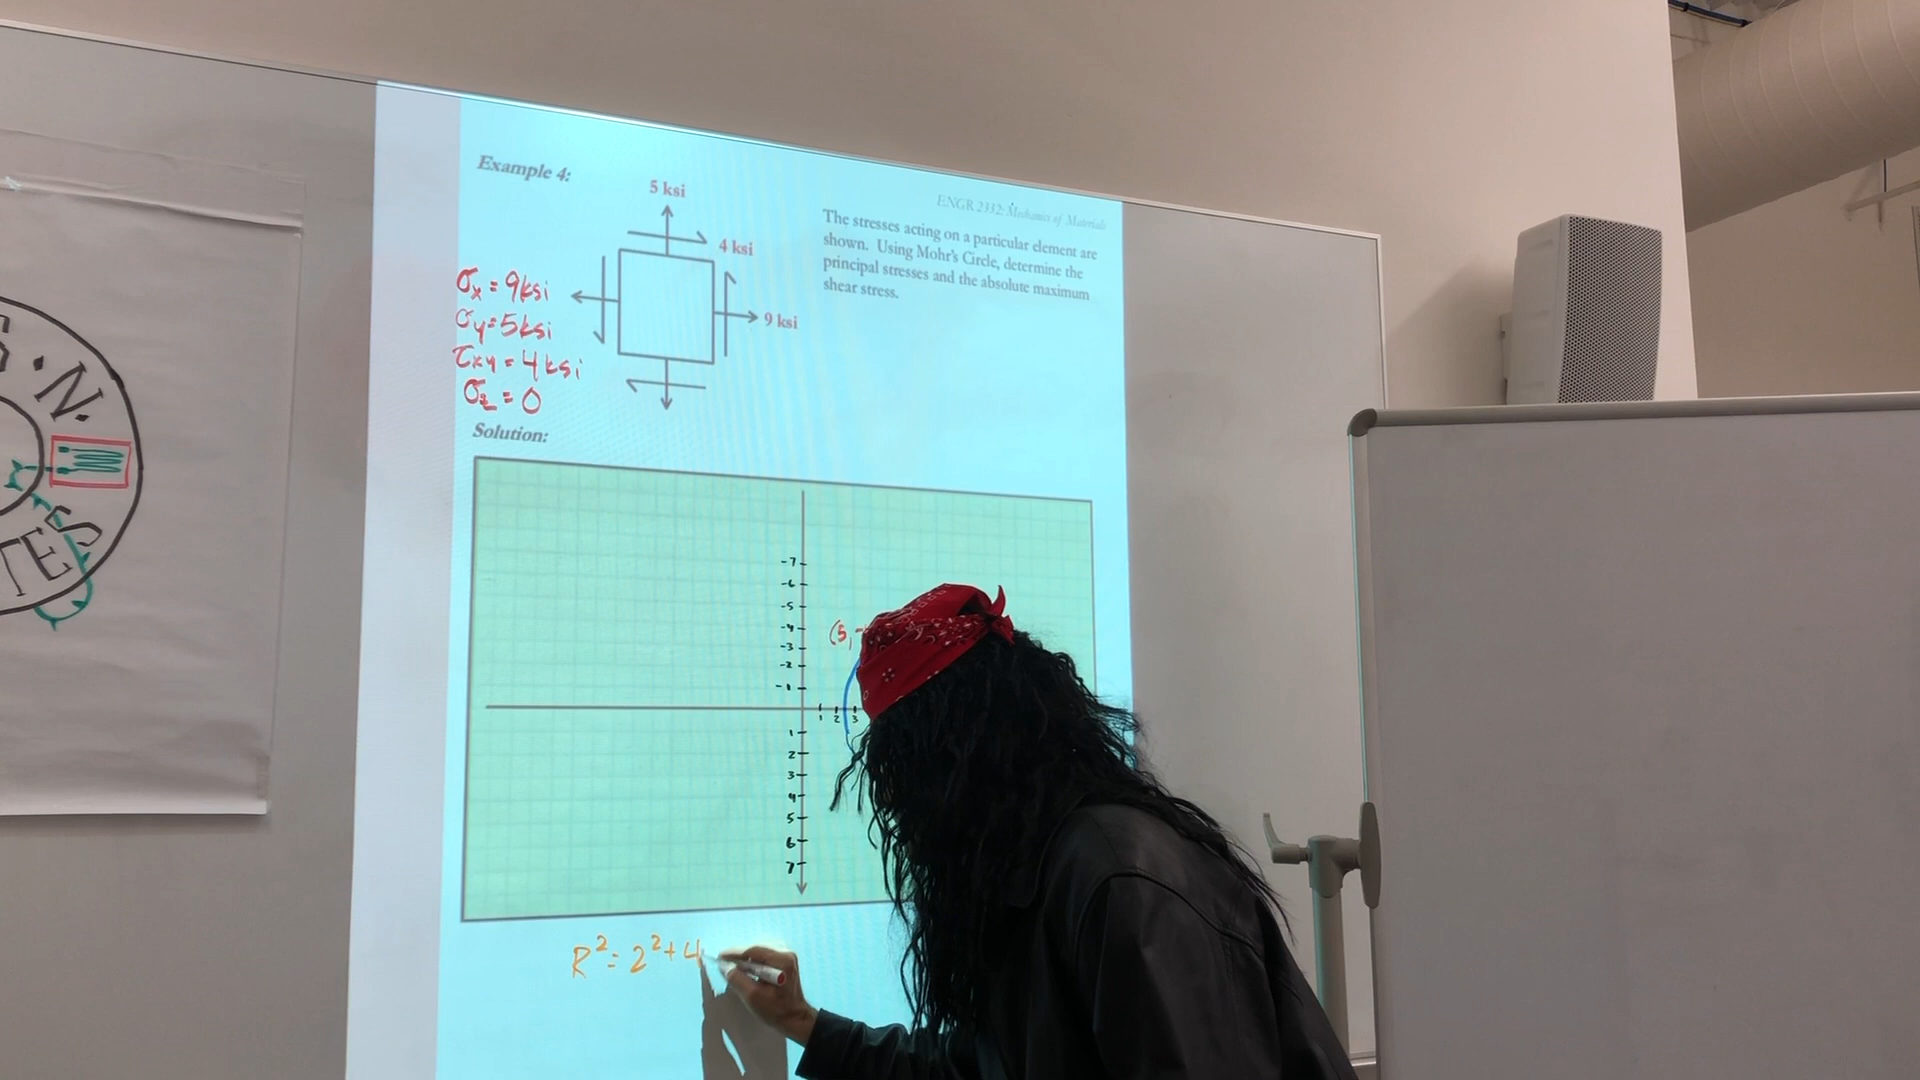 Example 4:
ENGR 2332: Mechanics of Materials
5 ksi
4 ksi
9 ksi
The stresses acting on a particular element are
shown. Using Mohr's Circle, determine the
principal stresses and the absolute maximum
shear stress.
σx = 9ksi
σy = 5ksi
τxy = 4ksi
σz = 0
Solution:
-7
-6
-5
-4
(5, -
-3
-2
-1
1 2 3
1
2
3
4
5
6
7
R² = 2² + 4
S . N.
TES